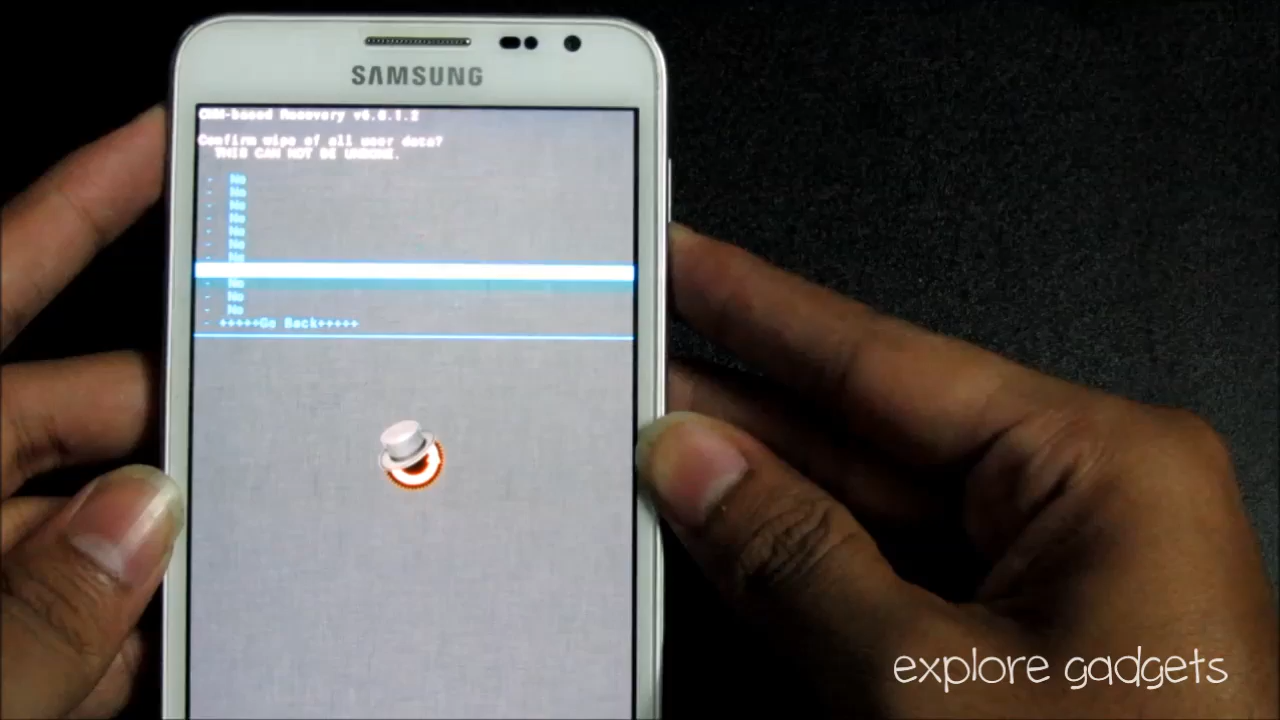 SAMSUNG
CWM-based Recovery v6.0.1.2
Confirm wipe of all user data?
THIS CAN NOT BE UNDONE.
- No
- No
- No
- No
- No
- No
- No
- No
- No
- No
- +++++Go Back+++++
explore gadgets